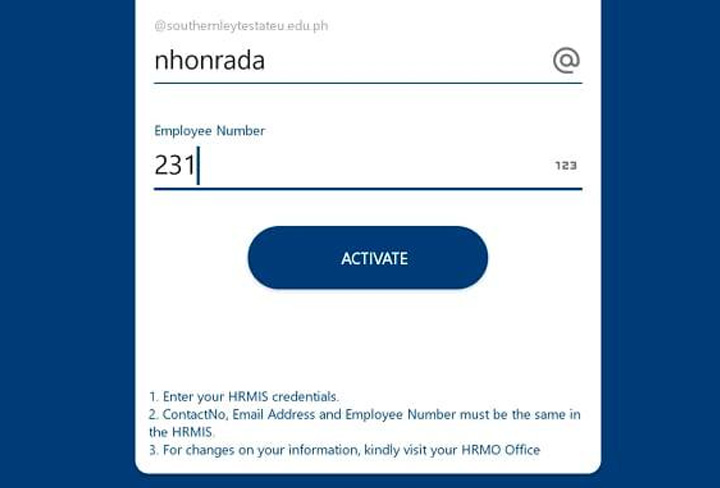 @southernleytestateu.edu.ph
nhonrada
@
Employee Number
231
123
ACTIVATE
1. Enter your HRMIS credentials.
2. ContactNo, Email Address and Employee Number must be the same in
the HRMIS.
3. For changes on your information, kindly visit your HRMO Office